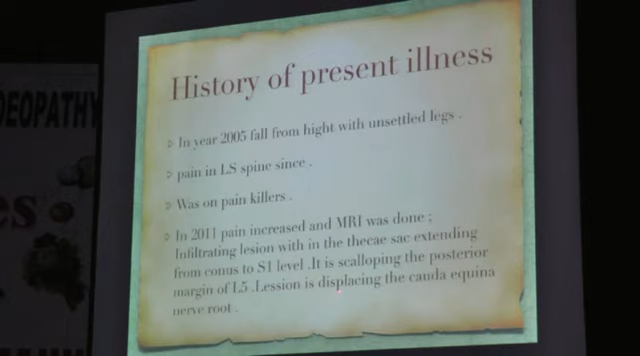 History of present illness
In year 2005 fall from hight with unsettled legs .
pain in LS spine since .
Was on pain killers .
In 2011 pain increased and MRI was done ;
Infiltrating lesion with in the thecae sac extending
from conus to S1 level .It is scalloping the posterior
margin of L5 .Lession is displacing the cauda equina
nerve root .